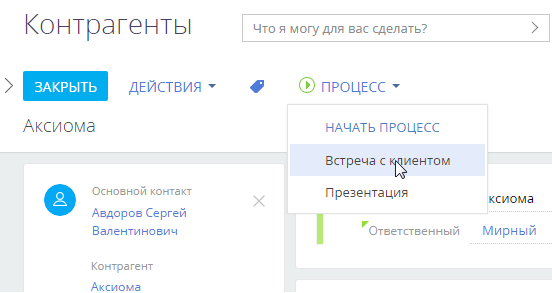 Контрагенты
Что я могу для вас сделать?
ЗАКРЫТЬ
ДЕЙСТВИЯ
ПРОЦЕСС
Аксиома
НАЧАТЬ ПРОЦЕСС
Встреча с клиентом
Презентация
Основной контакт
Авдоров Сергей
Валентинович
Контрагент
Аксиома
ксиома
Ответственный
Мирный